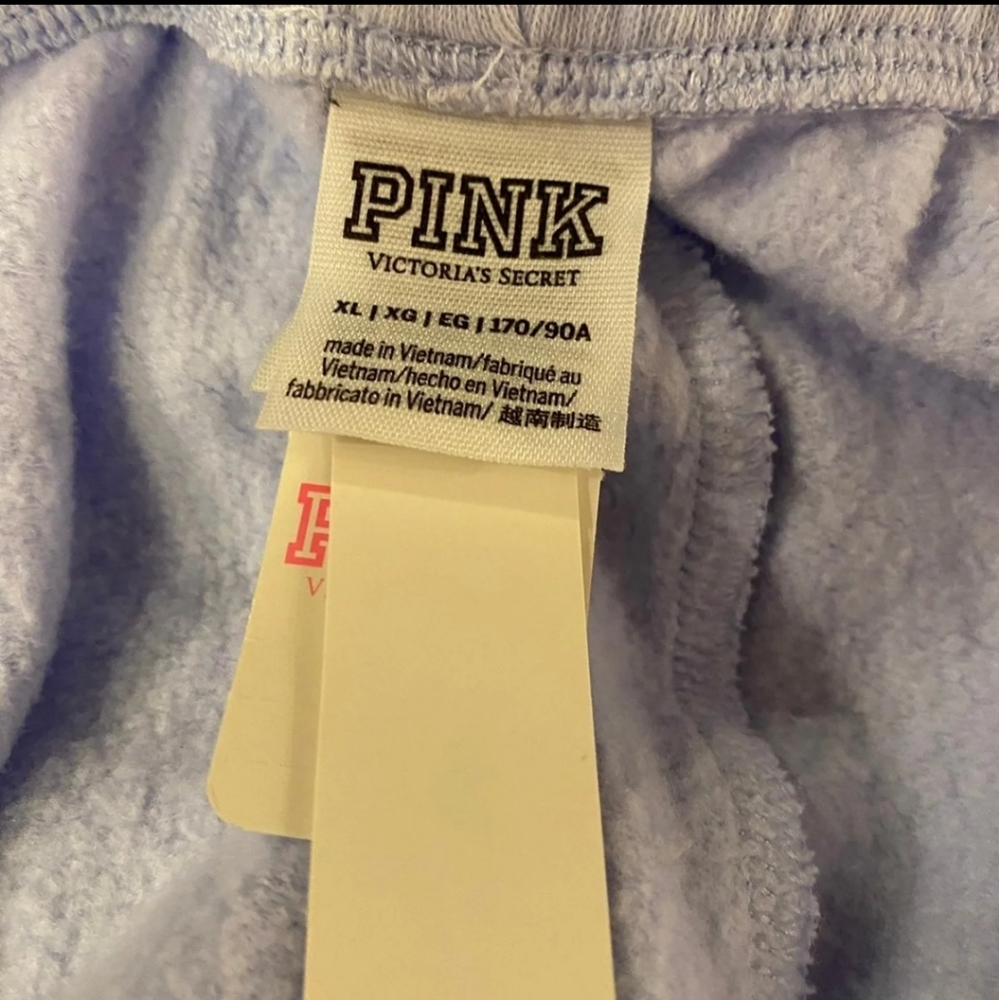 PINK
VICTORIA'S SECRET
XL | XG | EG | 170/90A
made in Vietnam/fabriqué au
Vietnam/hecho en Vietnam/
fabbricato in Vietnam/ 越南制造
P
V